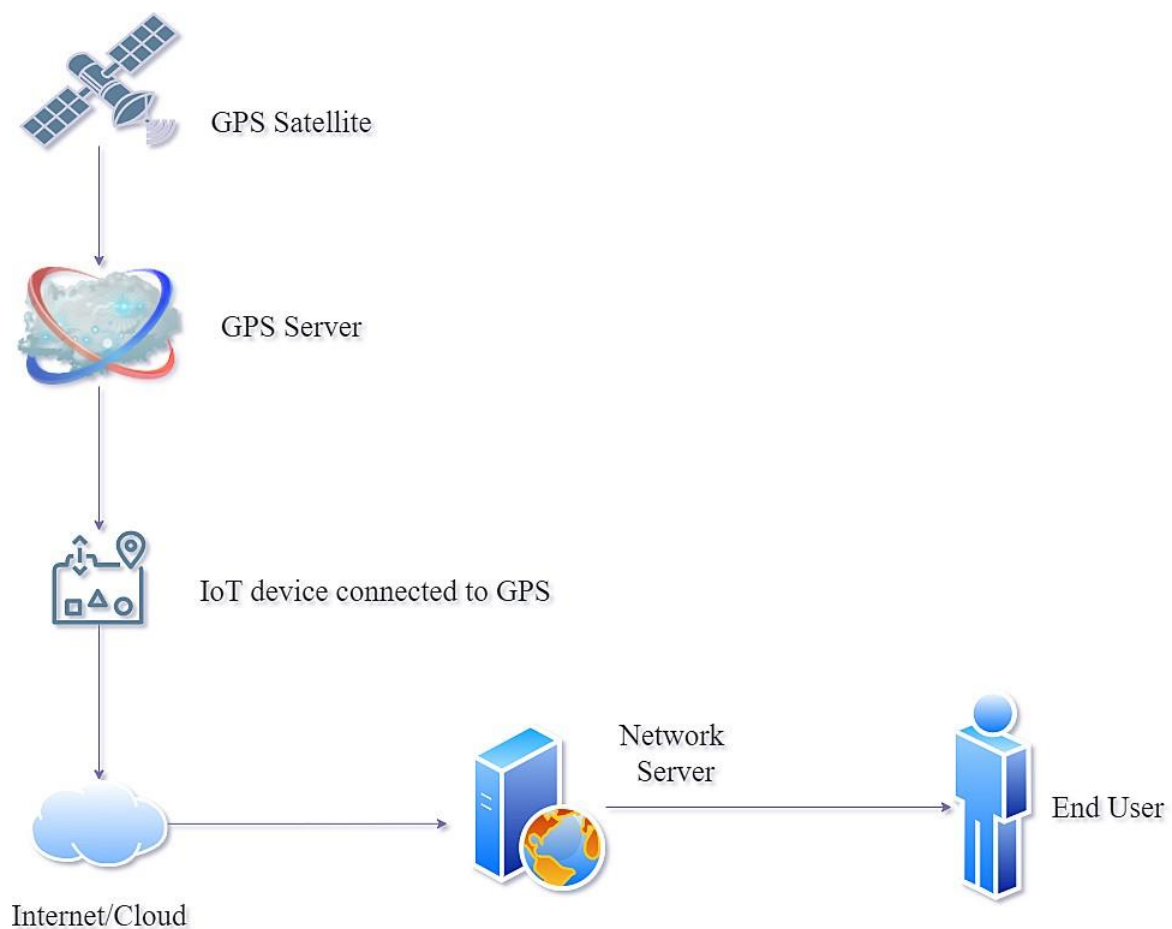 GPS Satellite
GPS Server
IoT device connected to GPS
Network
Server
End User
Internet/Cloud